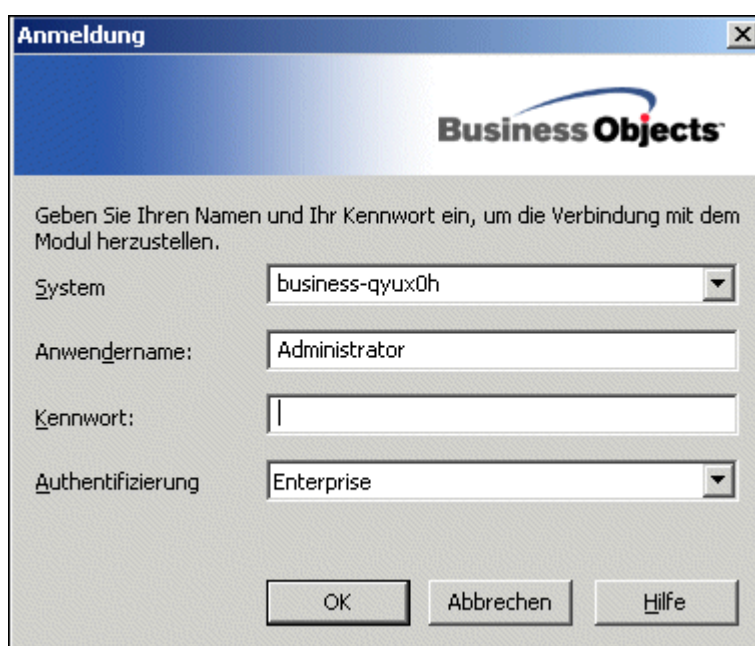 Anmeldung
Business Objects™
Geben Sie Ihren Namen und Ihr Kennwort ein, um die Verbindung mit dem
Modul herzustellen.
System business-qyux0h
Anwendername: Administrator
Kennwort:
Authentifizierung Enterprise
OK Abbrechen Hilfe